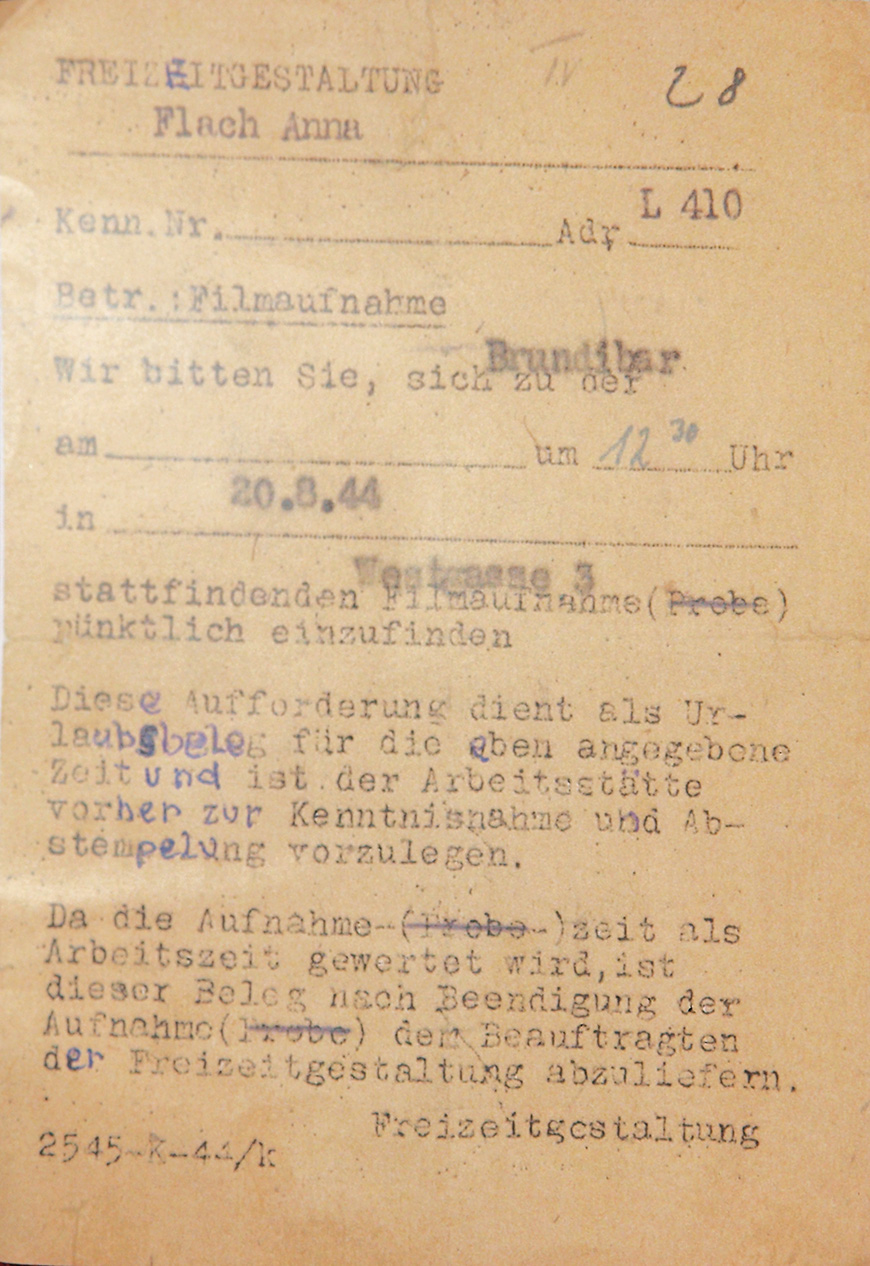 FREIZEITGESTALTUNG
28
Flach Anna
L 410
Kenn.Nr. Adr
Betr.:Filmaufnahme
Brundibar
Wir bitten Sie, sich zu der
am um 12 30 Uhr
20.8.44
in
Westgasse 3
stattfindenden Filmaufnahme(Probe)
pünktlich einzufinden
Diese Aufforderung dient als Ur-
laubsbeleg für die oben angegebene
Zeit und ist der Arbeitsstätte
vorher zur Kenntnisnahme und Ab-
stempelung vorzulegen.
Da die Aufnahme-(Probe-)zeit als
Arbeitszeit gewertet wird,ist
dieser Beleg nach Beendigung der
Aufnahme(Probe) dem Beauftragten
der Freizeitgestaltung abzuliefern.
Freizeitgestaltung
2545-K-44/k